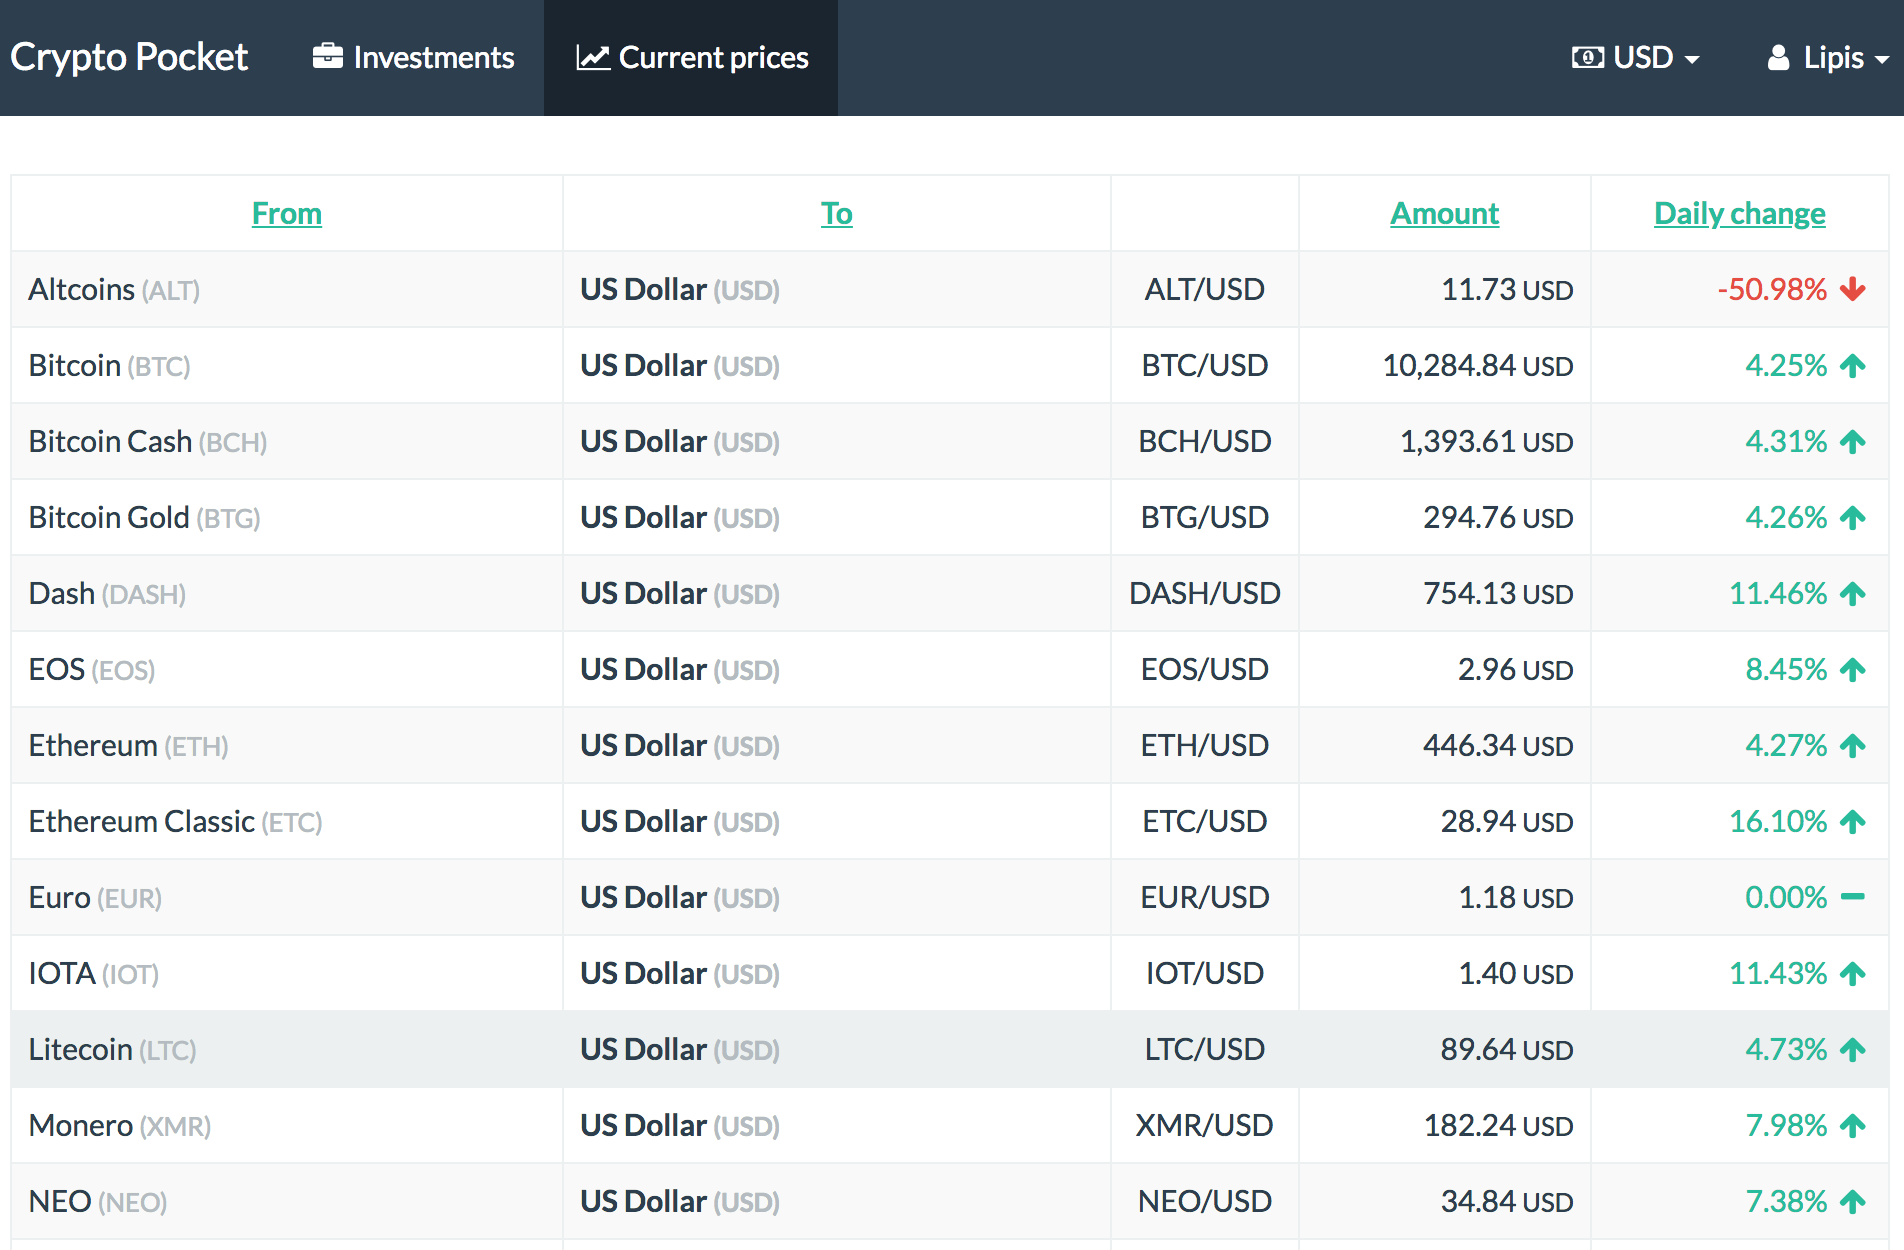 Crypto Pocket Investments Current prices USD Lipis
From To Amount Daily change
Altcoins (ALT) US Dollar (USD) ALT/USD 11.73 USD -50.98%
Bitcoin (BTC) US Dollar (USD) BTC/USD 10,284.84 USD 4.25%
Bitcoin Cash (BCH) US Dollar (USD) BCH/USD 1,393.61 USD 4.31%
Bitcoin Gold (BTG) US Dollar (USD) BTG/USD 294.76 USD 4.26%
Dash (DASH) US Dollar (USD) DASH/USD 754.13 USD 11.46%
EOS (EOS) US Dollar (USD) EOS/USD 2.96 USD 8.45%
Ethereum (ETH) US Dollar (USD) ETH/USD 446.34 USD 4.27%
Ethereum Classic (ETC) US Dollar (USD) ETC/USD 28.94 USD 16.10%
Euro (EUR) US Dollar (USD) EUR/USD 1.18 USD 0.00%
IOTA (IOT) US Dollar (USD) IOT/USD 1.40 USD 11.43%
Litecoin (LTC) US Dollar (USD) LTC/USD 89.64 USD 4.73%
Monero (XMR) US Dollar (USD) XMR/USD 182.24 USD 7.98%
NEO (NEO) US Dollar (USD) NEO/USD 34.84 USD 7.38%